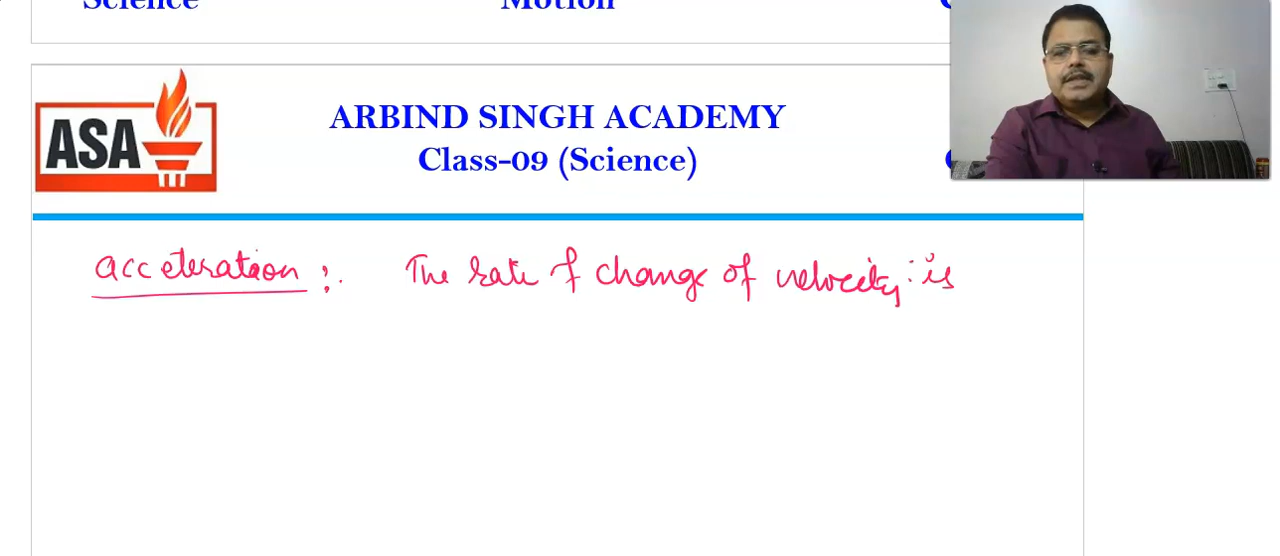 Science Motion
ASA
ARBIND SINGH ACADEMY
Class-09 (Science)
acceleration :. The rate of change of velocity is